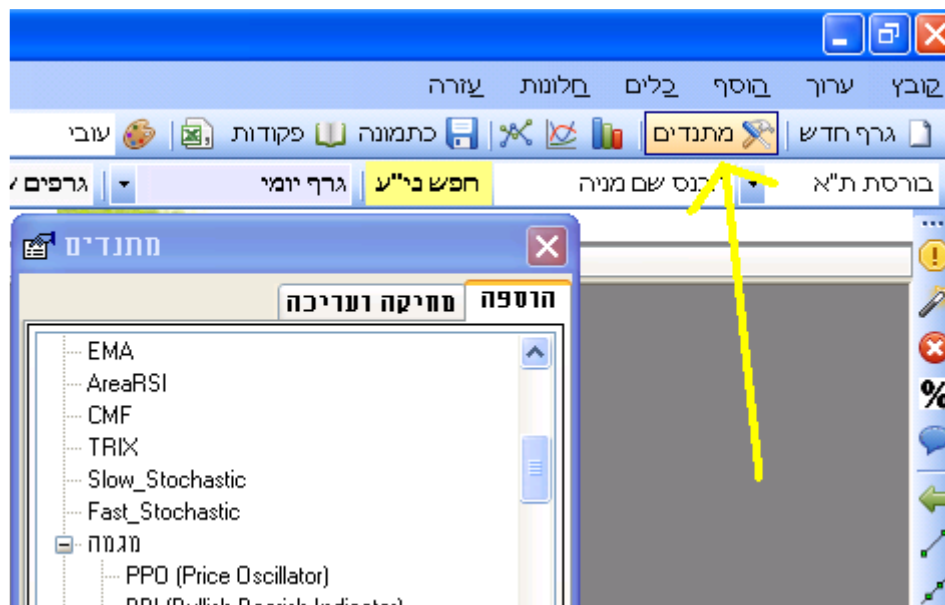 קובץ ערוך הוסף כלים חלונות עזרה
גרף חדש מתנדים כתמונה פקודות עובי
בורסת ת"א שם מניה חפש ני"ע גרף יומי גרפים
מתנדים
הוספה מחיקה ועריכה
EMA
AreaRSI
CMF
TRIX
Slow_Stochastic
Fast_Stochastic
מגמה
PPO (Price Oscillator)
%